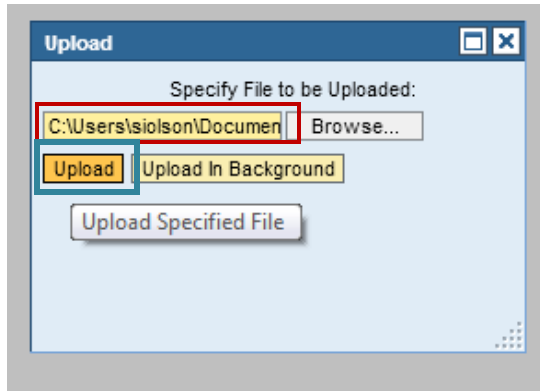 Upload
Specify File to be Uploaded:
C:\Users\siolson\Documen Browse...
Upload Upload In Background
Upload Specified File